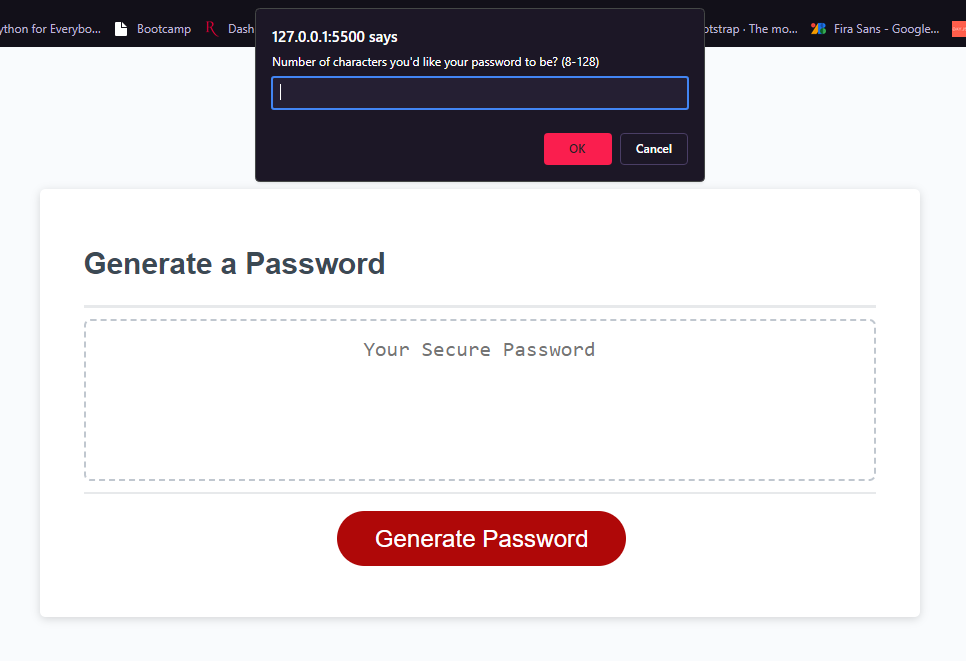 ython for Everybo... Bootcamp Dash otstrap · The mo... Fira Sans - Google...
127.0.0.1:5500 says
Number of characters you'd like your password to be? (8-128)
OK Cancel
Generate a Password
Your Secure Password
Generate Password